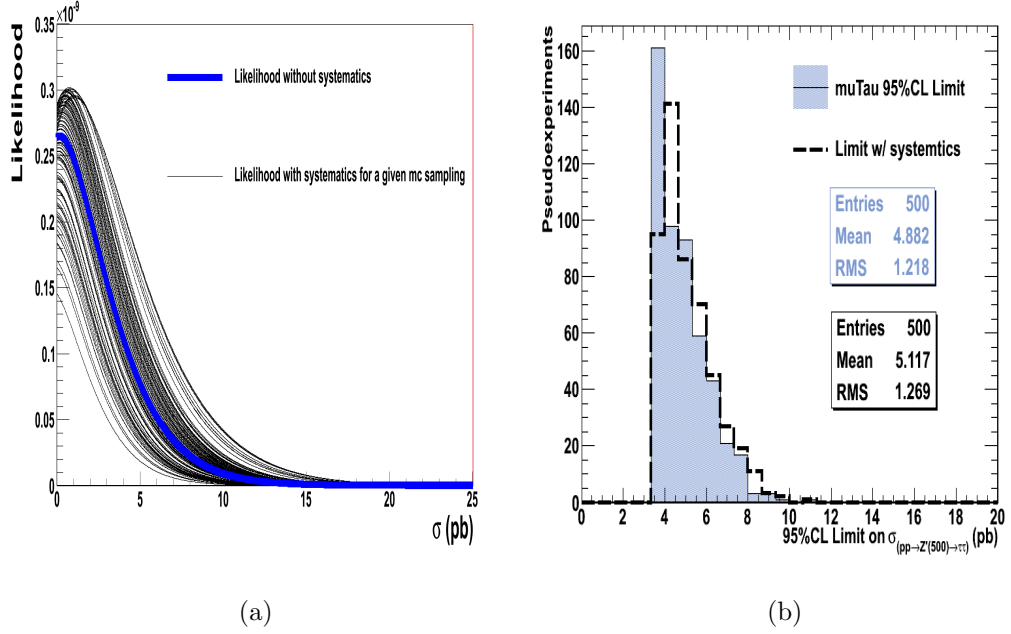 ×10⁻⁹
0.35
0.3
0.25
0.2
0.15
0.1
0.05
0
Likelihood
Likelihood without systematics
Likelihood with systematics for a given mc sampling
0 5 10 15 20 25
σ (pb)
(a)
Pseudoexperiments
160
140
120
100
80
60
40
20
0
muTau 95%CL Limit
Limit w/ systemtics
Entries 500
Mean 4.882
RMS 1.218
Entries 500
Mean 5.117
RMS 1.269
0 2 4 6 8 10 12 14 16 18 20
95%CL Limit on σ(pp→Z'(500)→ττ) (pb)
(b)